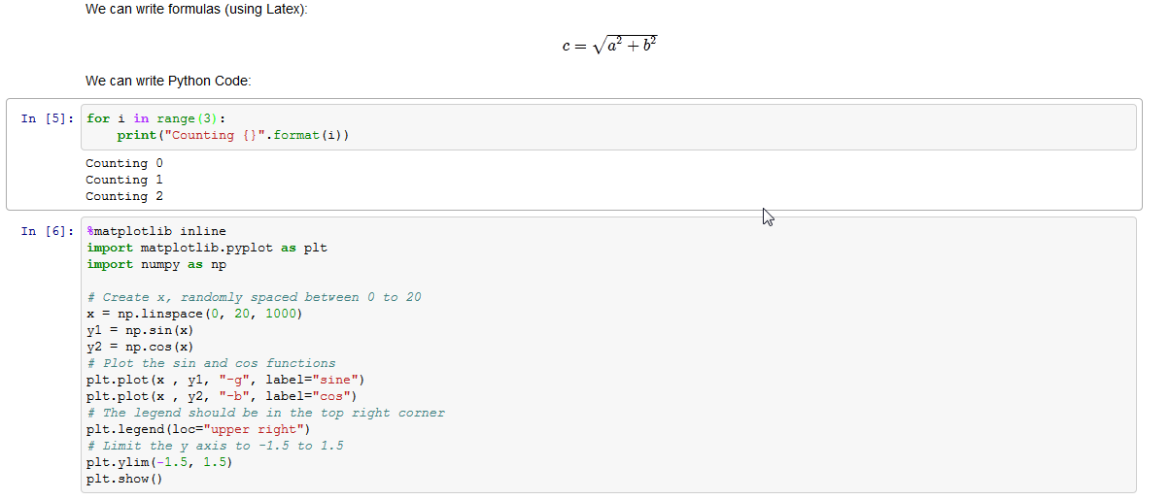 We can write formulas (using Latex):
c = √a² + b²
We can write Python Code:
In [5]: for i in range(3):
    print("Counting {}".format(i))
Counting 0
Counting 1
Counting 2
In [6]: %matplotlib inline
import matplotlib.pyplot as plt
import numpy as np
# Create x, randomly spaced between 0 to 20
x = np.linspace(0, 20, 1000)
y1 = np.sin(x)
y2 = np.cos(x)
# Plot the sin and cos functions
plt.plot(x , y1, "-g", label="sine")
plt.plot(x , y2, "-b", label="cos")
# The legend should be in the top right corner
plt.legend(loc="upper right")
# Limit the y axis to -1.5 to 1.5
plt.ylim(-1.5, 1.5)
plt.show()